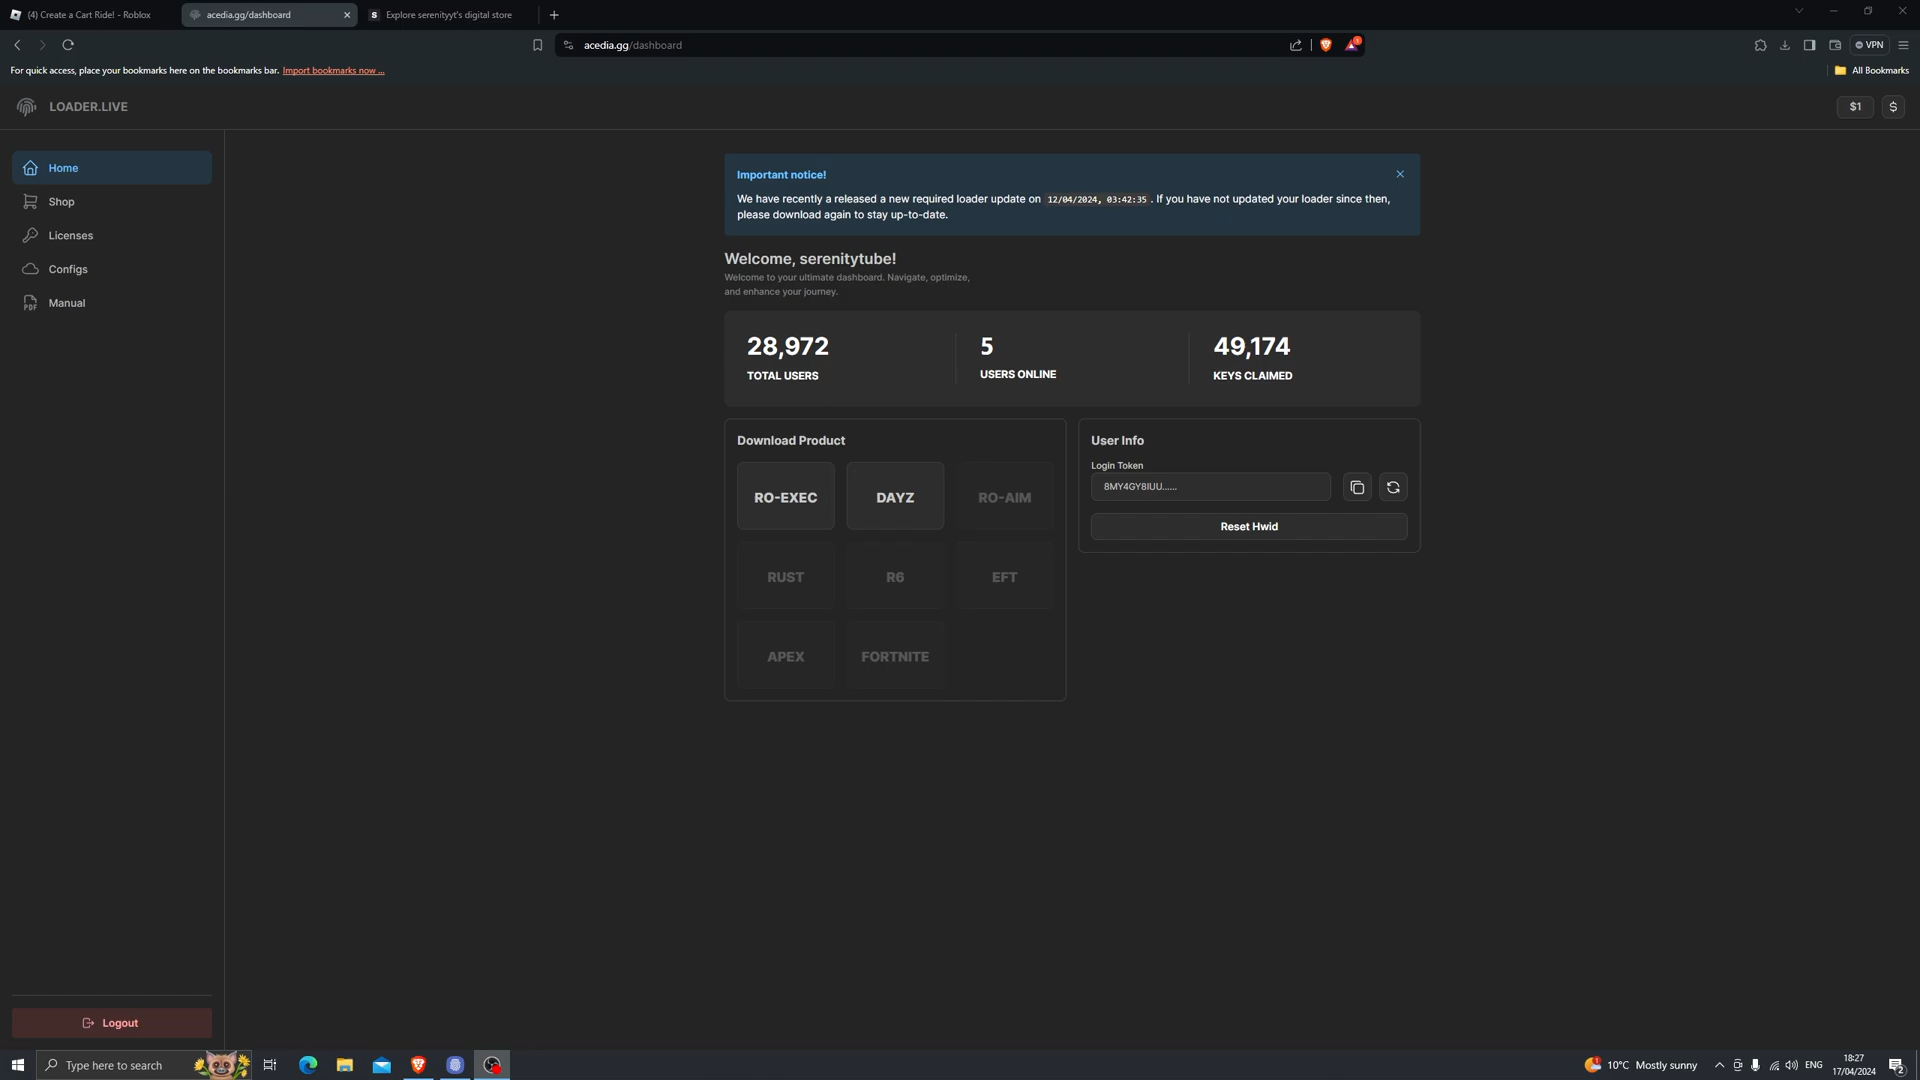 (4) Create a Cart Ride! - Roblox
acedia.gg/dashboard
Explore serenityyt's digital store
acedia.gg/dashboard
VPN
For quick access, place your bookmarks here on the bookmarks bar. Import bookmarks now ...
All Bookmarks
LOADER.LIVE
$1
$
Home
Shop
Licenses
Configs
Manual
Important notice!
We have recently a released a new required loader update on 12/04/2024, 03:42:35. If you have not updated your loader since then,
please download again to stay up-to-date.
Welcome, serenitytube!
Welcome to your ultimate dashboard. Navigate, optimize,
and enhance your journey.
28,972
TOTAL USERS
5
USERS ONLINE
49,174
KEYS CLAIMED
Download Product
RO-EXEC
DAYZ
RO-AIM
RUST
R6
EFT
APEX
FORTNITE
User Info
Login Token
8MY4GY8IUU......
Reset Hwid
Logout
Type here to search
10°C Mostly sunny
ENG
18:27
17/04/2024
2